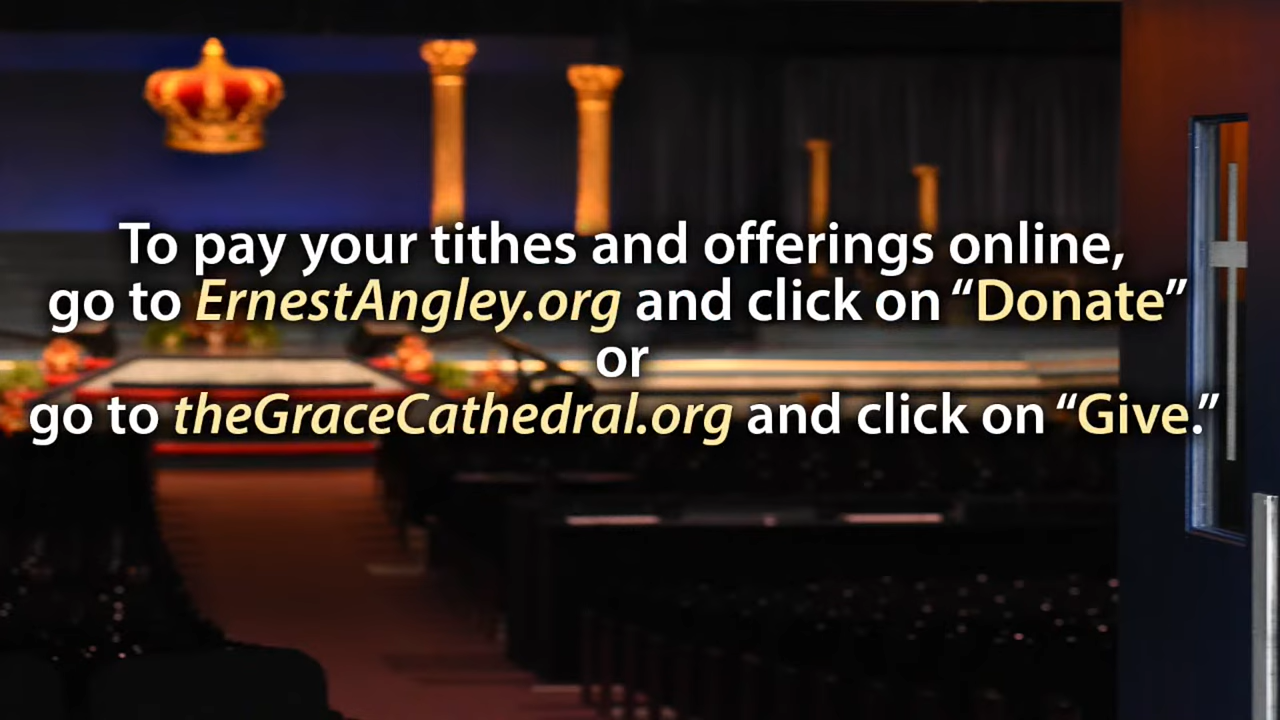 To pay your tithes and offerings online,
go to ErnestAngley.org and click on “Donate”
or
go to theGraceCathedral.org and click on “Give.”